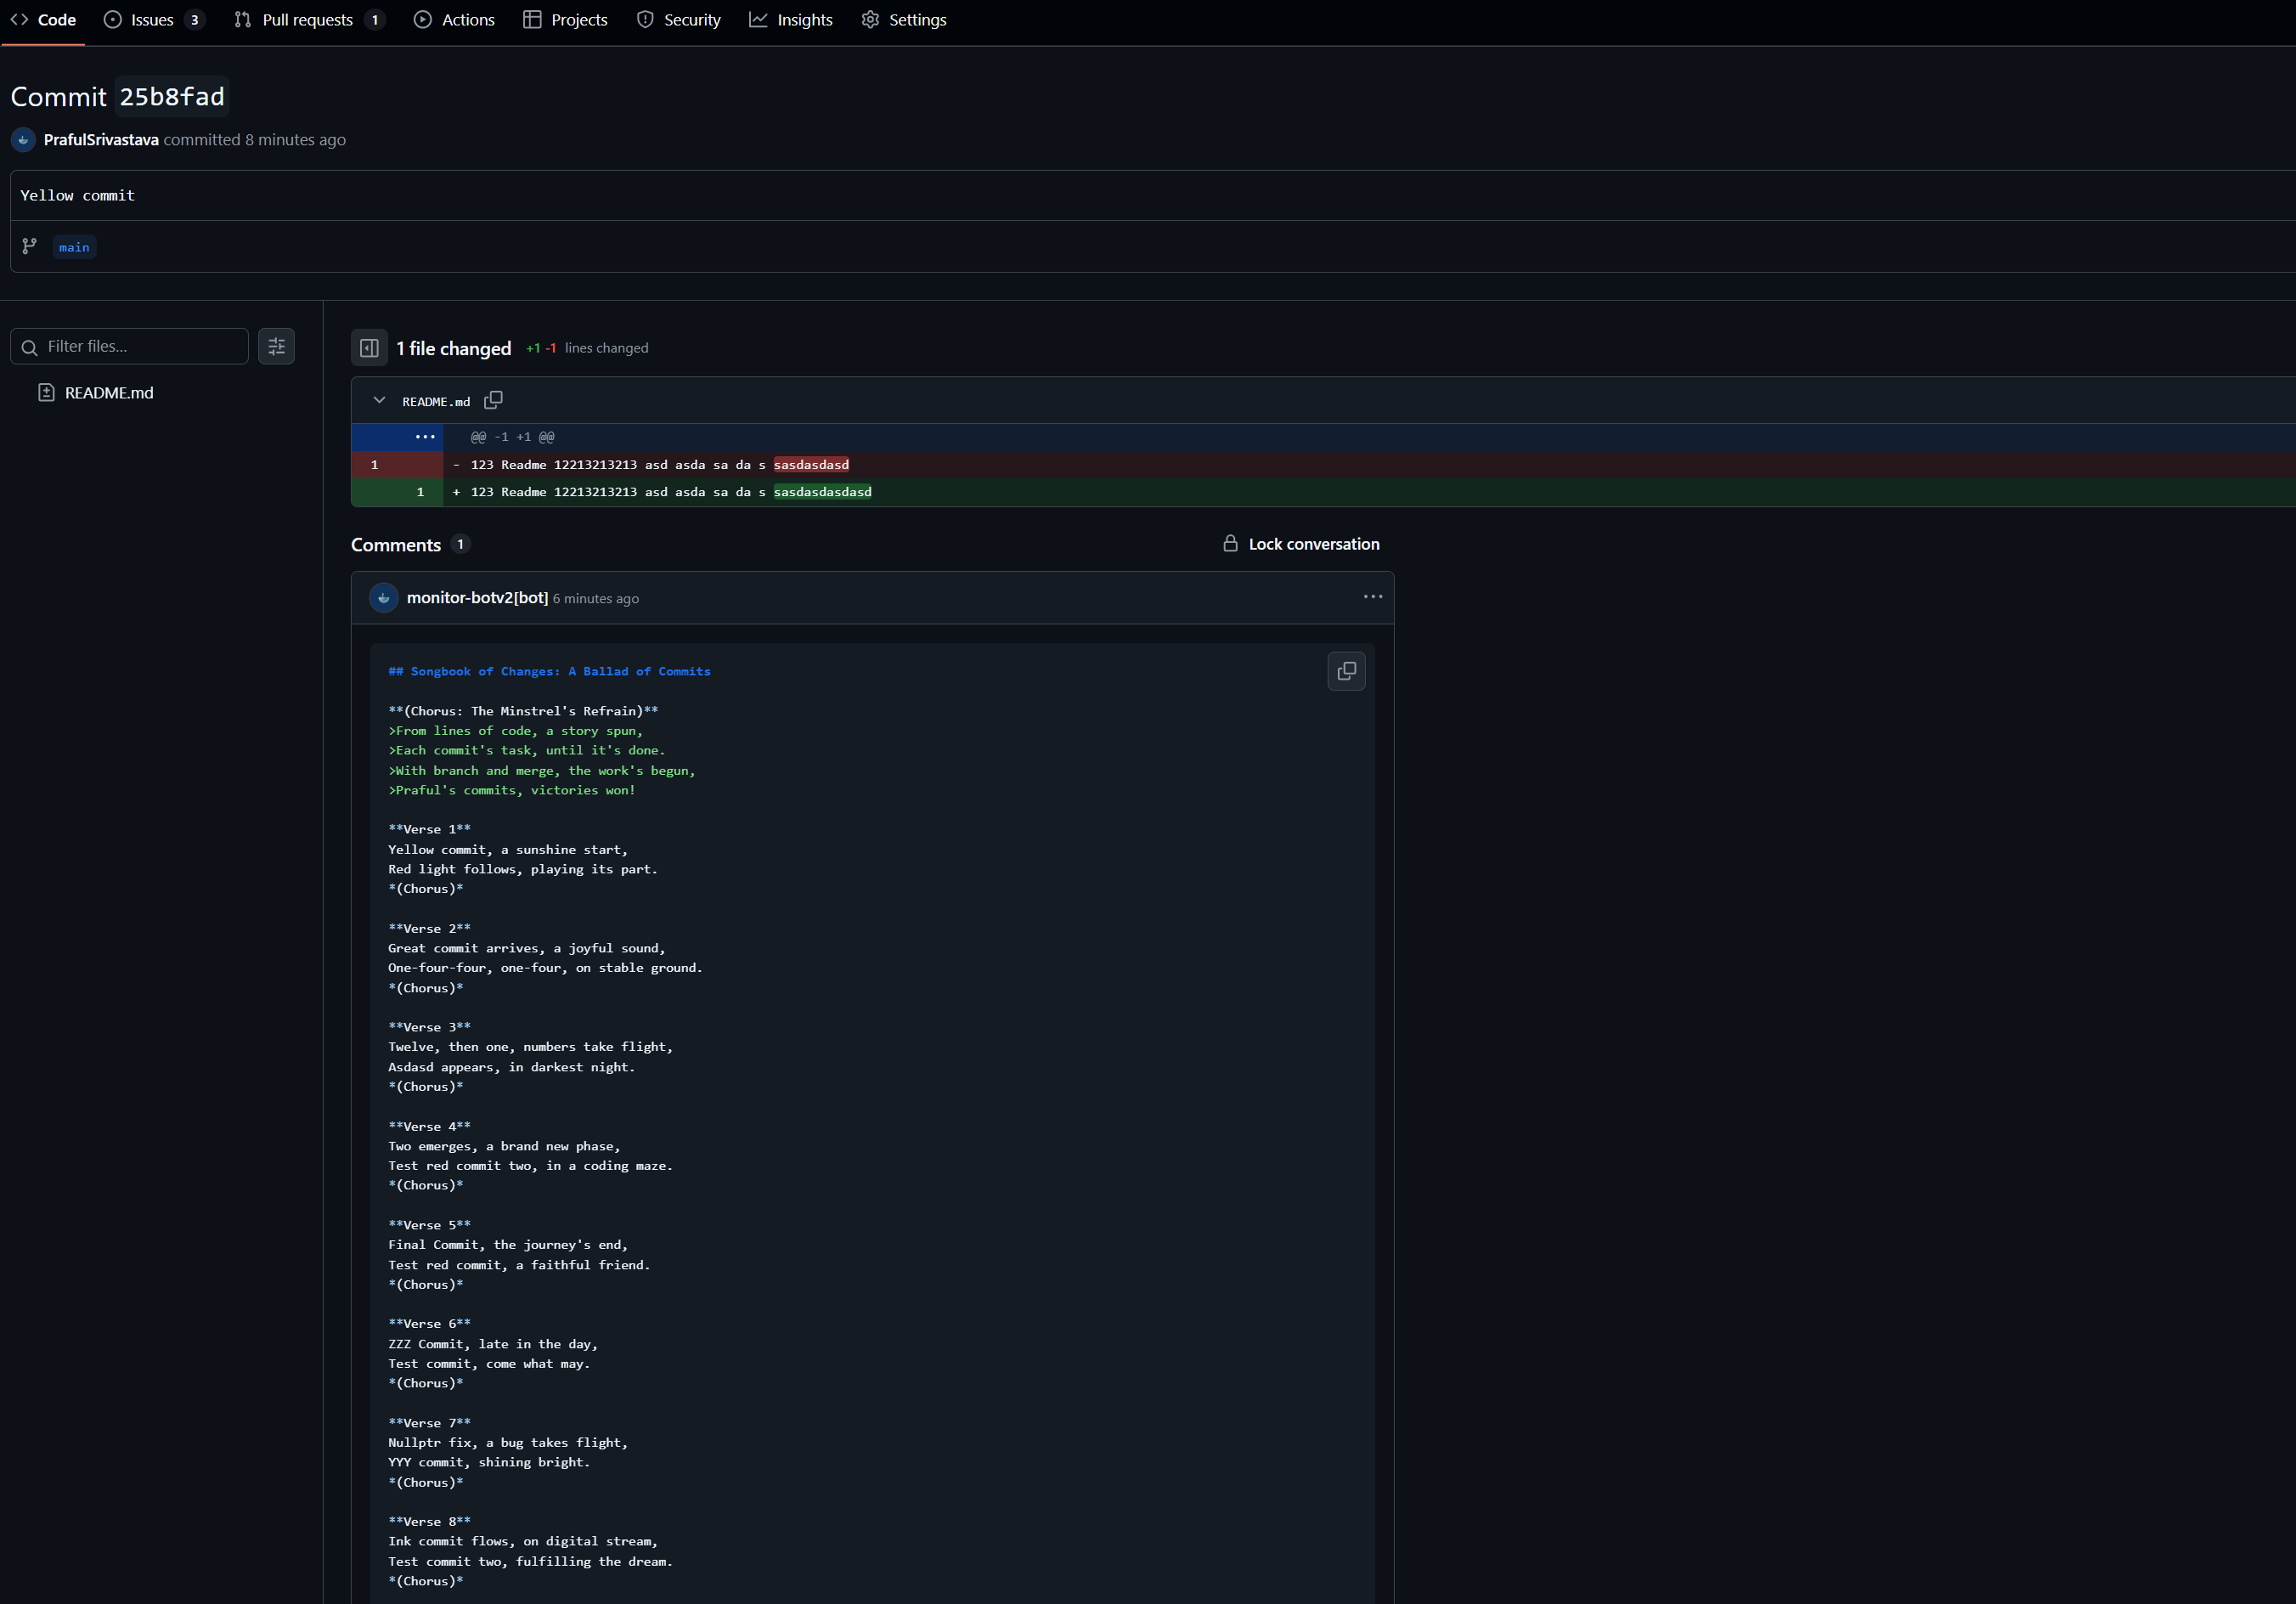 Code Issues 3 Pull requests 1 Actions Projects Security Insights Settings
Commit 25b8fad
PrafulSrivastava committed 8 minutes ago
Yellow commit
main
Filter files...
README.md
1 file changed +1 -1 lines changed
README.md
@@ -1 +1 @@
1 - 123 Readme 12213213213 asd asda sa da s sasdasdasd
1 + 123 Readme 12213213213 asd asda sa da s sasdasdasdasd
Comments 1 Lock conversation
monitor-botv2[bot] 6 minutes ago
## Songbook of Changes: A Ballad of Commits
**(Chorus: The Minstrel's Refrain)**
>From lines of code, a story spun,
>Each commit's task, until it's done.
>With branch and merge, the work's begun,
>Praful's commits, victories won!
**Verse 1**
Yellow commit, a sunshine start,
Red light follows, playing its part.
*(Chorus)*
**Verse 2**
Great commit arrives, a joyful sound,
One-four-four, one-four, on stable ground.
*(Chorus)*
**Verse 3**
Twelve, then one, numbers take flight,
Asdasd appears, in darkest night.
*(Chorus)*
**Verse 4**
Two emerges, a brand new phase,
Test red commit two, in a coding maze.
*(Chorus)*
**Verse 5**
Final Commit, the journey's end,
Test red commit, a faithful friend.
*(Chorus)*
**Verse 6**
ZZZ Commit, late in the day,
Test commit, come what may.
*(Chorus)*
**Verse 7**
Nullptr fix, a bug takes flight,
YYY commit, shining bright.
*(Chorus)*
**Verse 8**
Ink commit flows, on digital stream,
Test commit two, fulfilling the dream.
*(Chorus)*